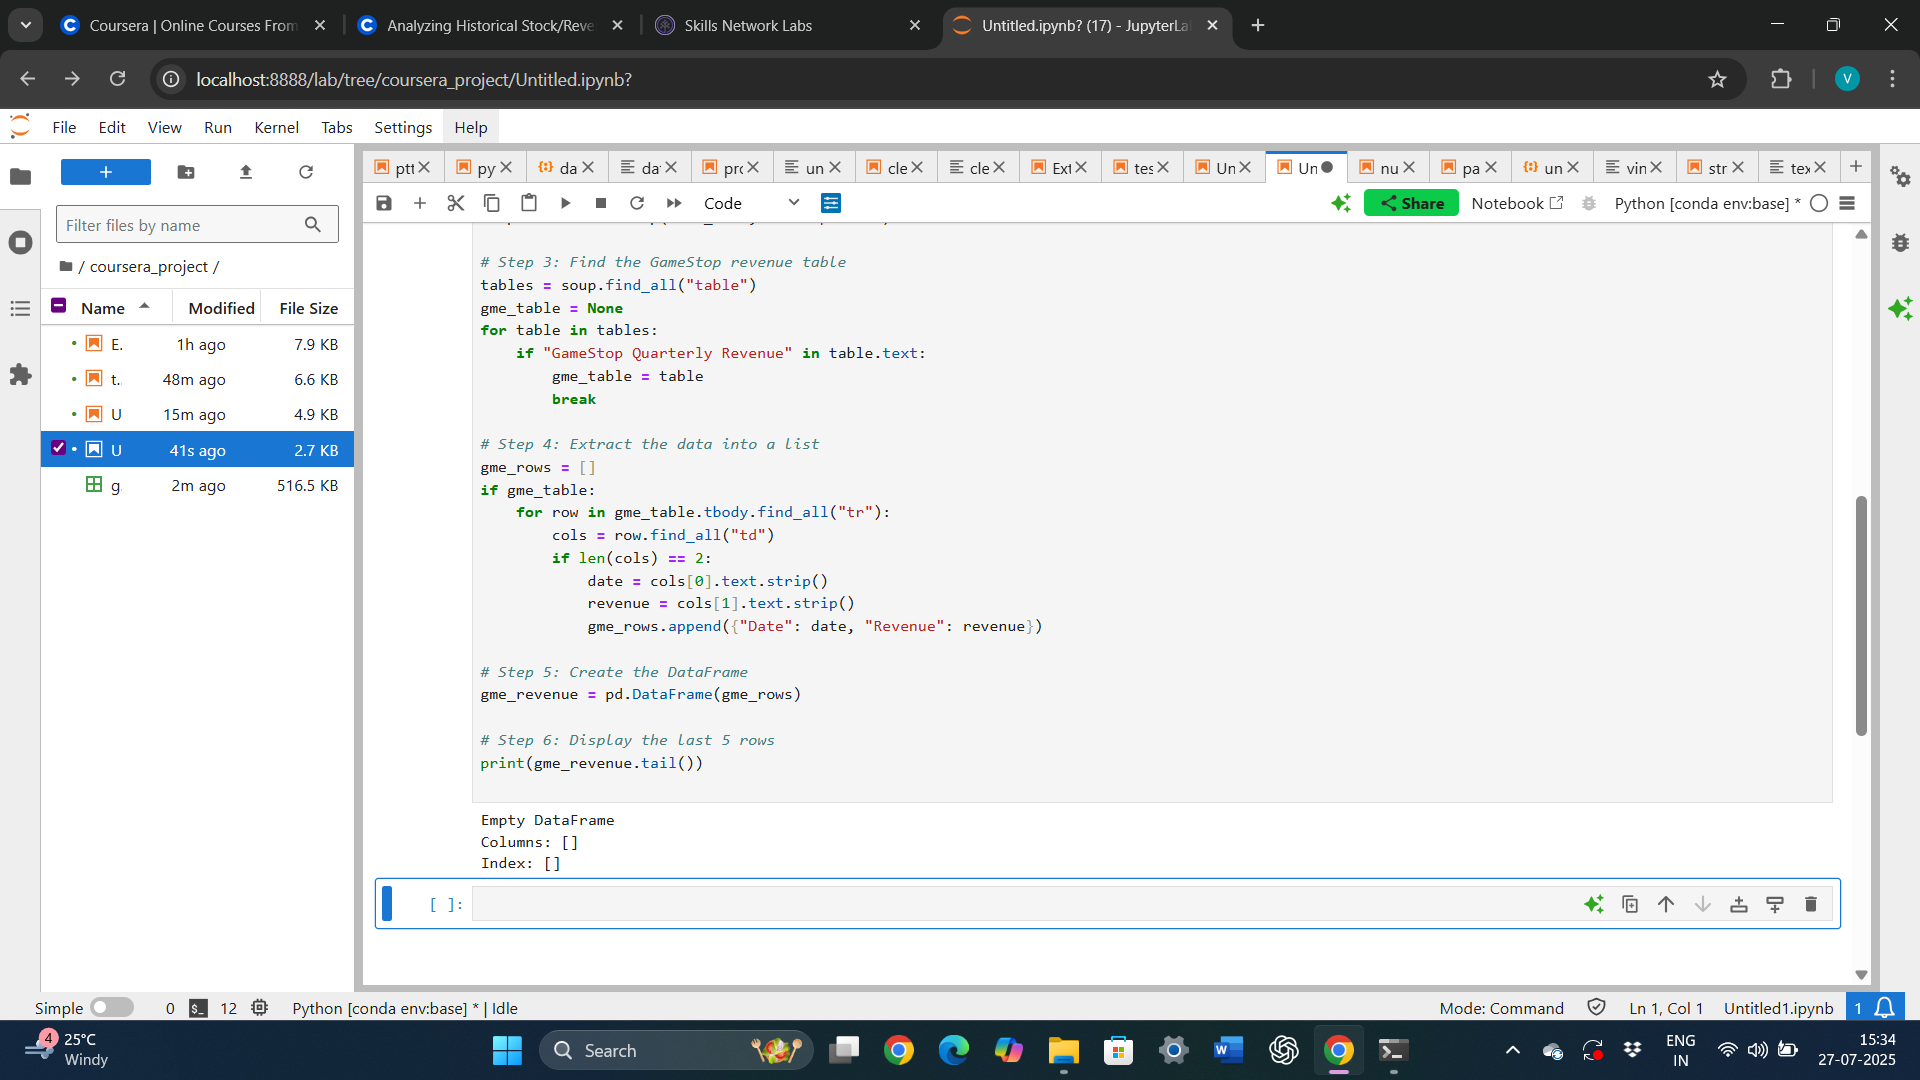 Coursera | Online Courses From
Analyzing Historical Stock/Reve
Skills Network Labs
Untitled.ipynb? (17) - JupyterLa
localhost:8888/lab/tree/coursera_project/Untitled.ipynb?
V
File Edit View Run Kernel Tabs Settings Help
ptt py da da pro un cle cle Ext tes Un Un nu pa un vin str tex
Code
Share
Notebook
Python [conda env:base] *
Filter files by name
/ coursera_project /
Name Modified File Size
E. 1h ago 7.9 KB
t. 48m ago 6.6 KB
U 15m ago 4.9 KB
U 41s ago 2.7 KB
g 2m ago 516.5 KB
# Step 3: Find the GameStop revenue table
tables = soup.find_all("table")
gme_table = None
for table in tables:
    if "GameStop Quarterly Revenue" in table.text:
        gme_table = table
        break
# Step 4: Extract the data into a list
gme_rows = []
if gme_table:
    for row in gme_table.tbody.find_all("tr"):
        cols = row.find_all("td")
        if len(cols) == 2:
            date = cols[0].text.strip()
            revenue = cols[1].text.strip()
            gme_rows.append({"Date": date, "Revenue": revenue})
# Step 5: Create the DataFrame
gme_revenue = pd.DataFrame(gme_rows)
# Step 6: Display the last 5 rows
print(gme_revenue.tail())
Empty DataFrame
Columns: []
Index: []
[ ]:
Simple 0 12 Python [conda env:base] * | Idle
Mode: Command Ln 1, Col 1 Untitled1.ipynb 1
4
25°C
Windy
Search
ENG
IN
15:34
27-07-2025